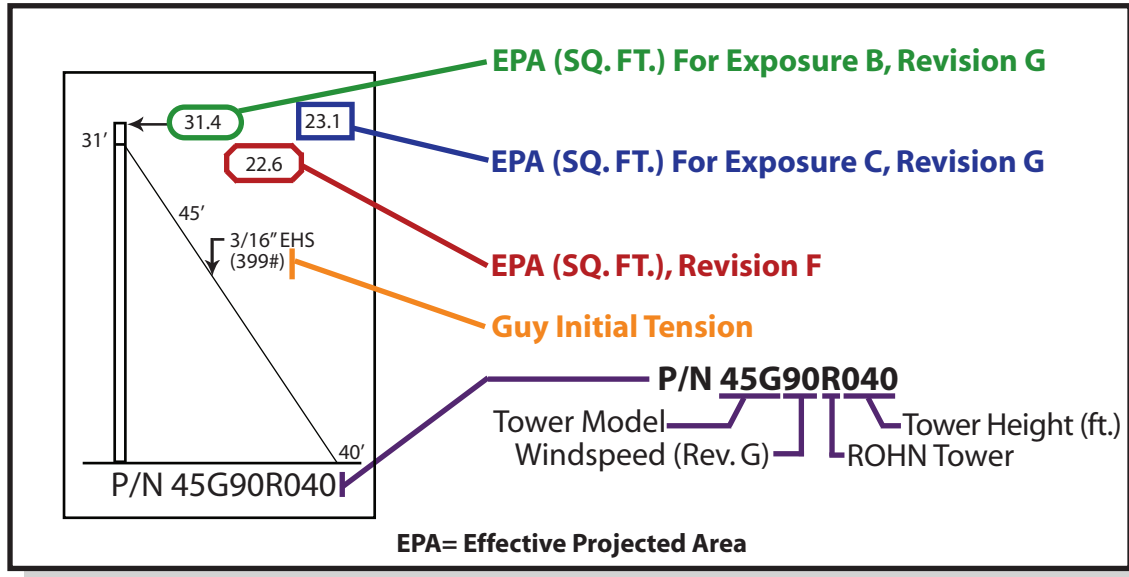 EPA (SQ. FT.) For Exposure B, Revision G
31.4
23.1
31′
EPA (SQ. FT.) For Exposure C, Revision G
22.6
45′
3/16″ EHS
(399#)
EPA (SQ. FT.), Revision F
Guy Initial Tension
P/N 45G90R040
Tower Model
Tower Height (ft.)
Windspeed (Rev. G)
ROHN Tower
40′
P/N 45G90R040
EPA= Effective Projected Area